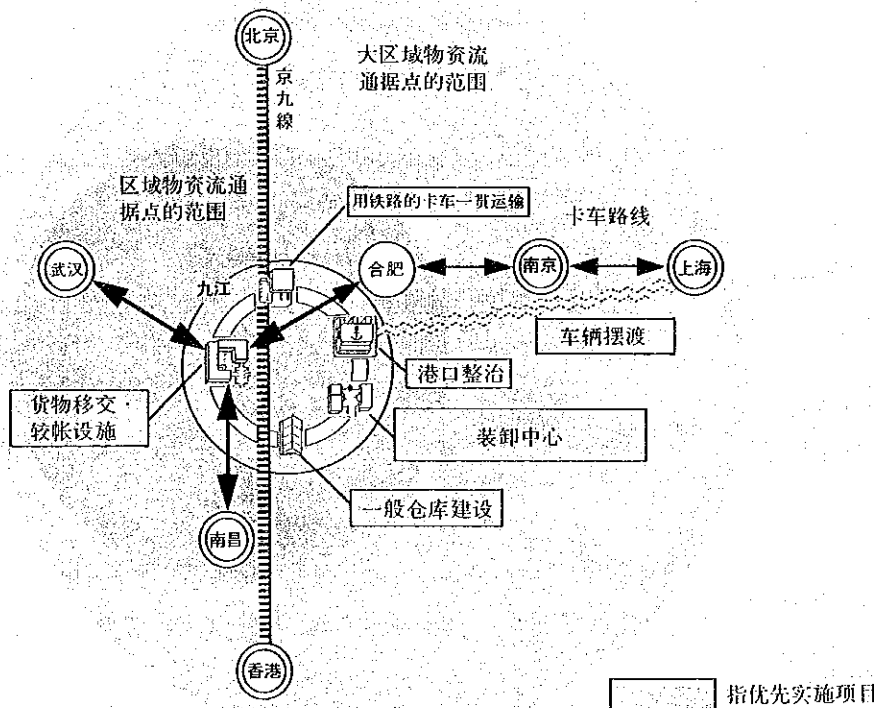 北京
大区域物资流
通据点的范围
京九線
区域物资流通
据点的范围
用铁路的卡车一贯运输
卡车路线
武汉
九江
合肥
南京
上海
车辆摆渡
港口整治
货物移交·
较帐设施
装卸中心
一般仓库建设
南昌
香港
指优先实施项目